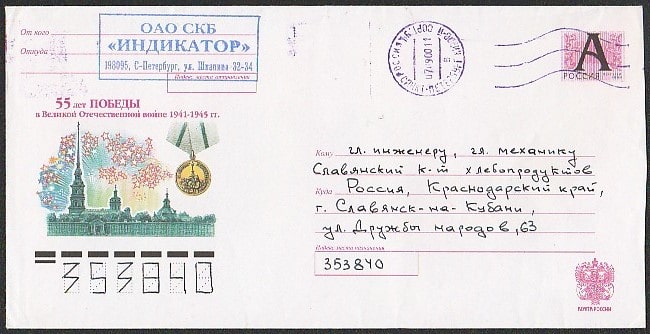 От кого
Откуда
ОАО СКБ
«ИНДИКАТОР»
198095, С-Петербург, ул. Швецова 32-34
Индекс места отправления
А
РОССИЯ
55 лет ПОБЕДЫ
в Великой Отечественной войне 1941-1945 гг.
Кому гл. инженеру, гл. механику
Славянский к-т хлебопродуктов
Куда Россия, Краснодарский край,
г. Славянск-на-Кубани,
ул. Дружбы народов, 63
Индекс места назначения
353840
353840
ПОЧТА РОССИИ